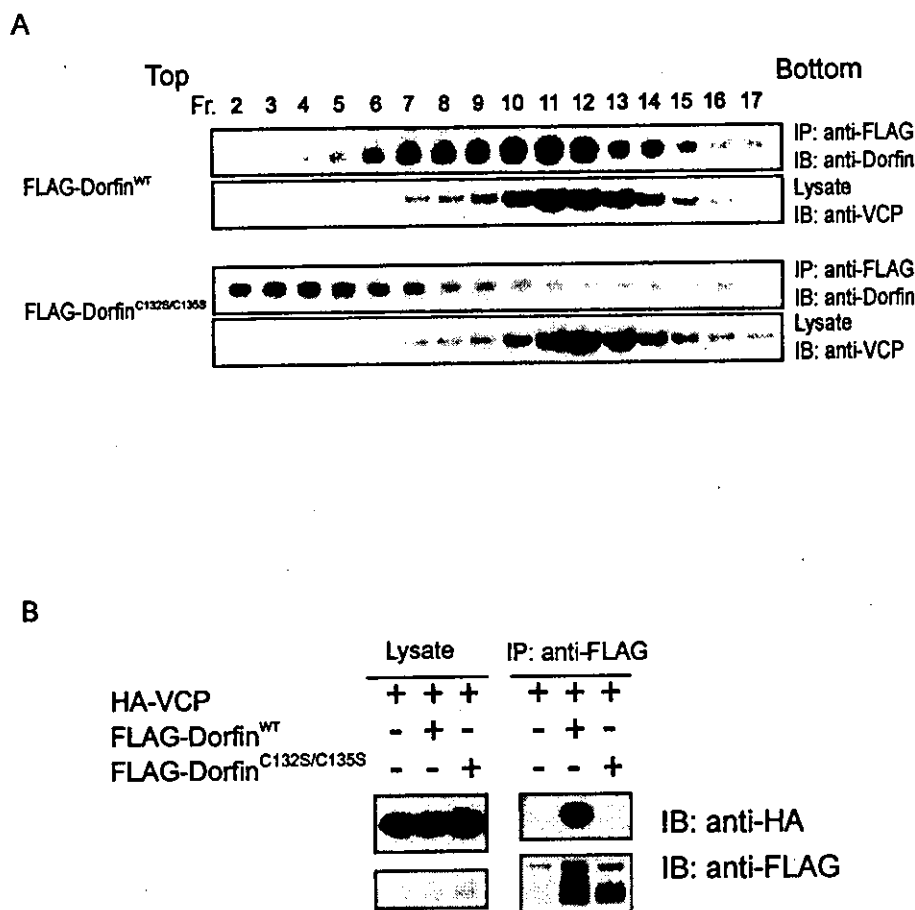 A
Top
Bottom
Fr. 2 3 4 5 6 7 8 9 10 11 12 13 14 15 16 17
FLAG-Dorfin^WT
IP: anti-FLAG
IB: anti-Dorfin
Lysate
IB: anti-VCP
FLAG-Dorfin^C132S/C135S
IP: anti-FLAG
IB: anti-Dorfin
Lysate
IB: anti-VCP
B
Lysate IP: anti-FLAG
HA-VCP + + + + + +
FLAG-Dorfin^WT - + - - + -
FLAG-Dorfin^C132S/C135S - - + - - +
IB: anti-HA
IB: anti-FLAG